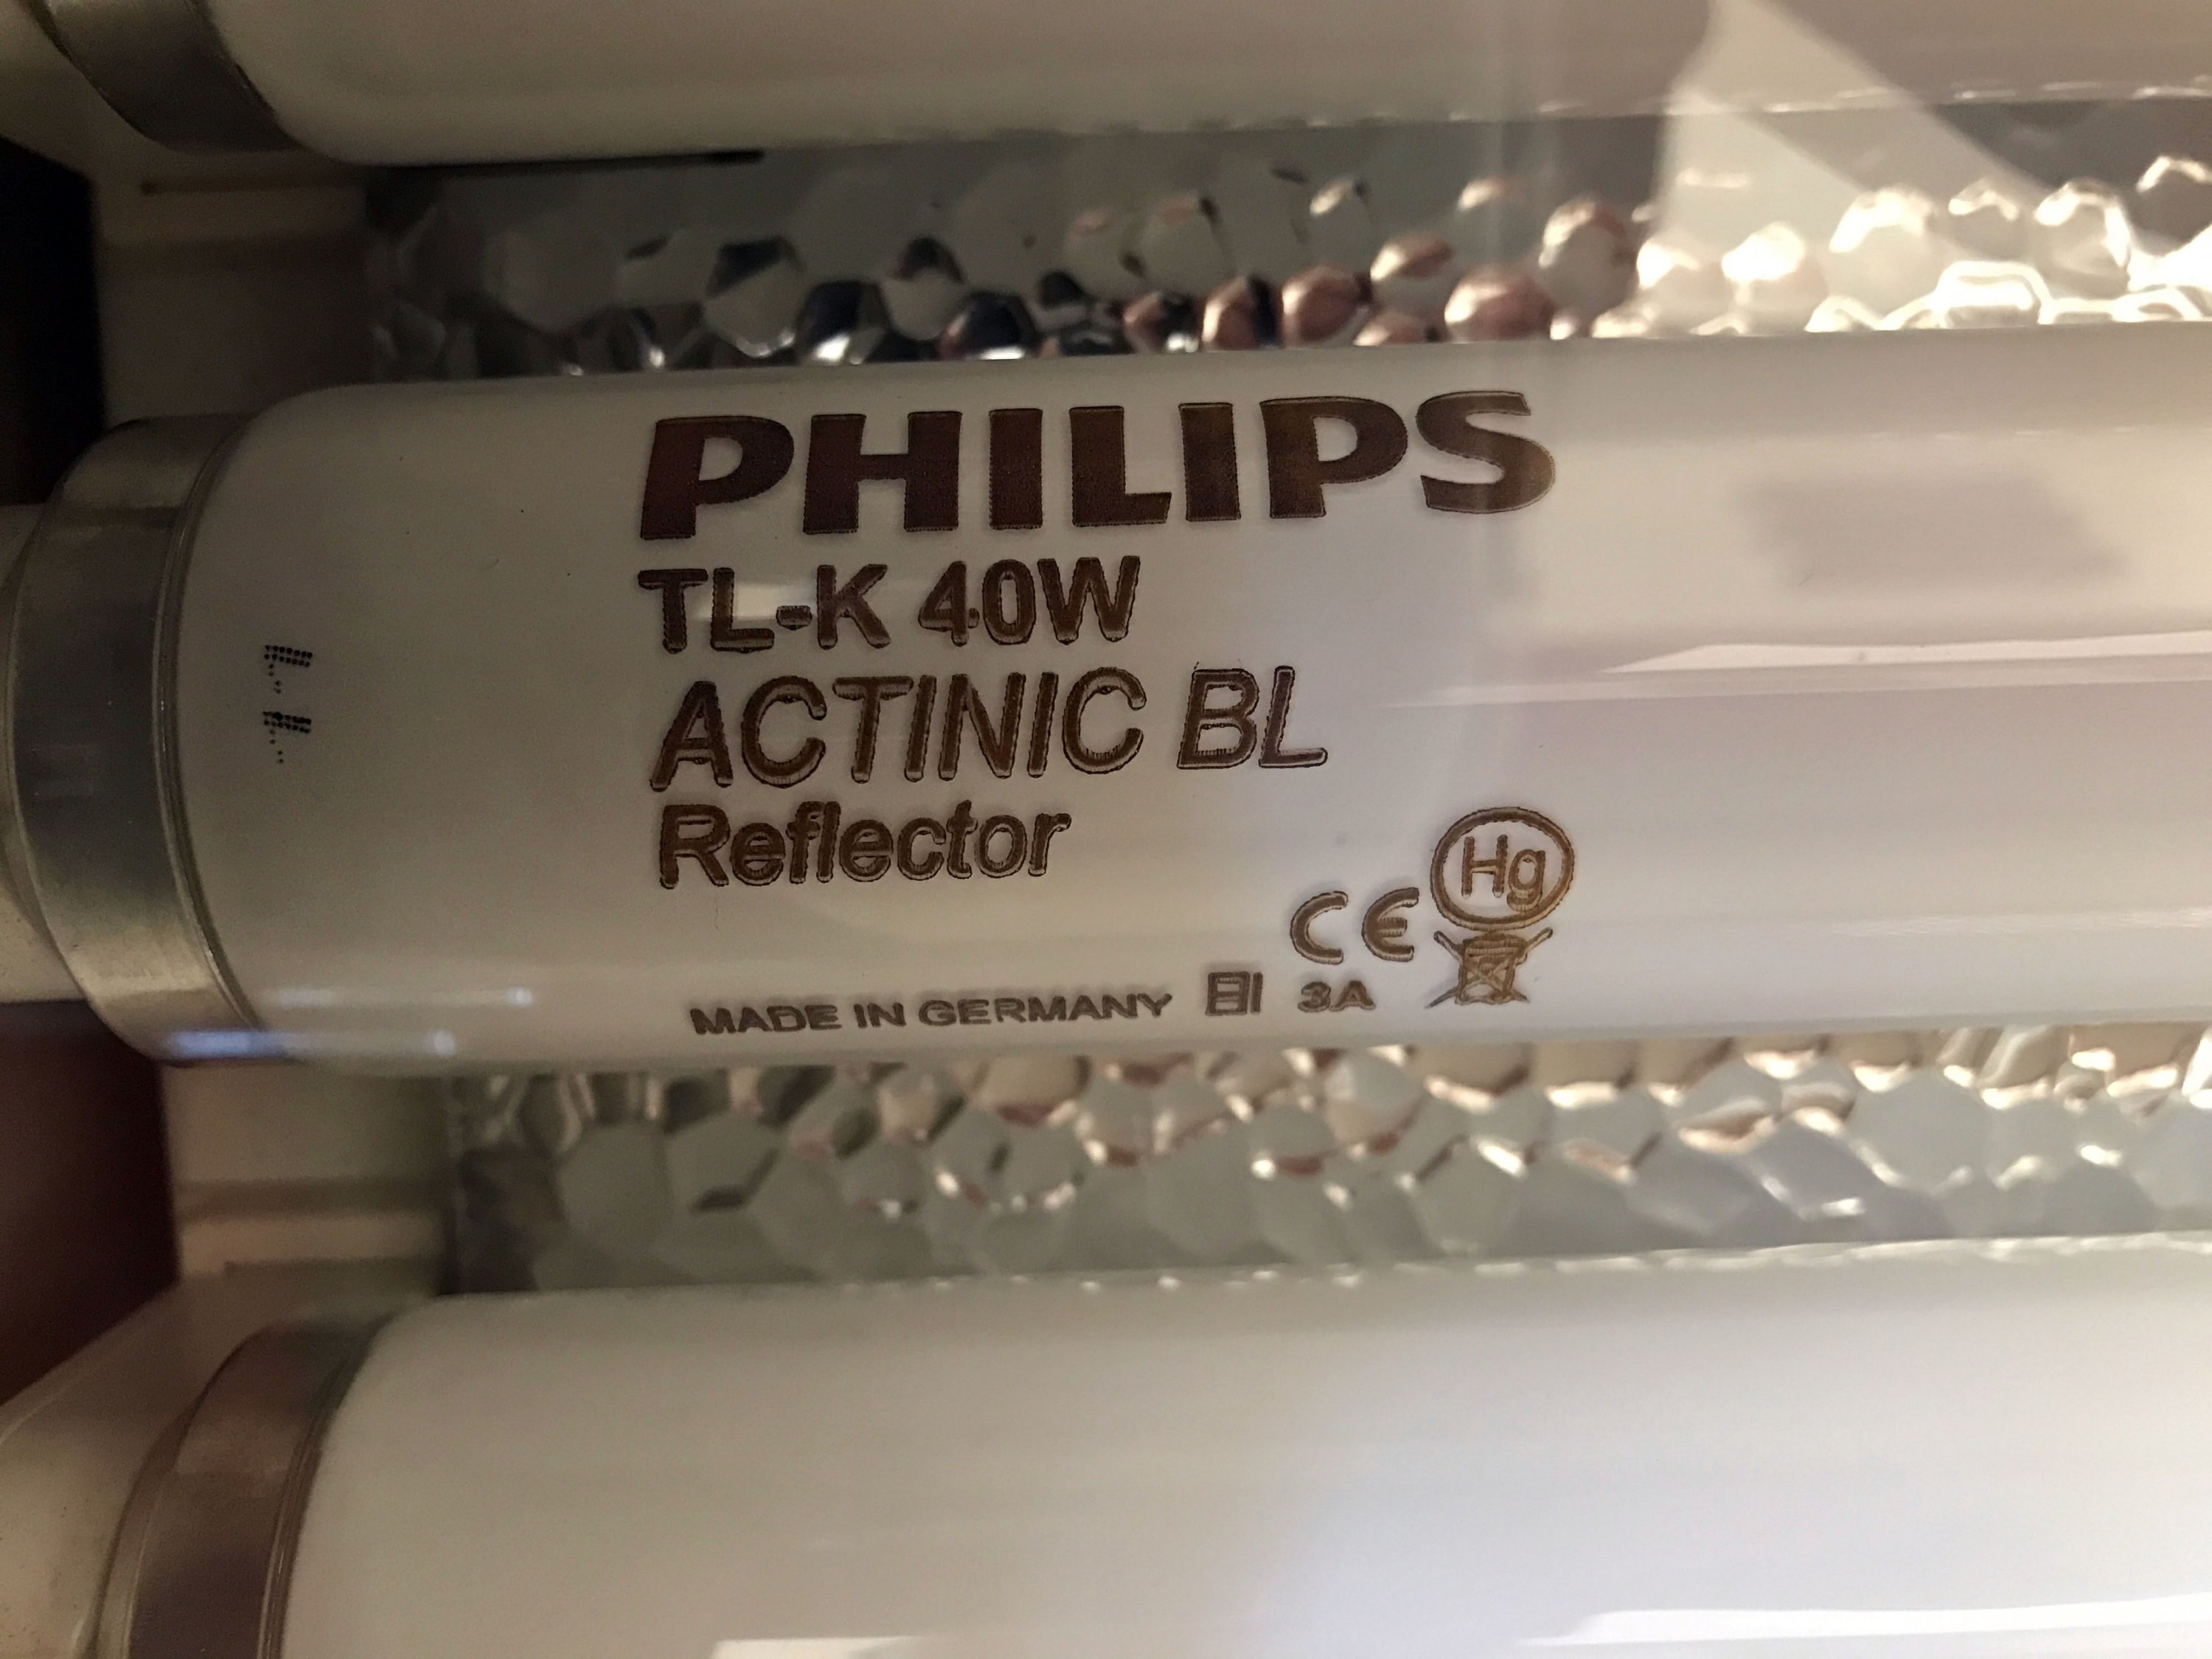 PHILIPS
TL-K 40W
ACTINIC BL
Reflector
Hg
CE
MADE IN GERMANY 3A